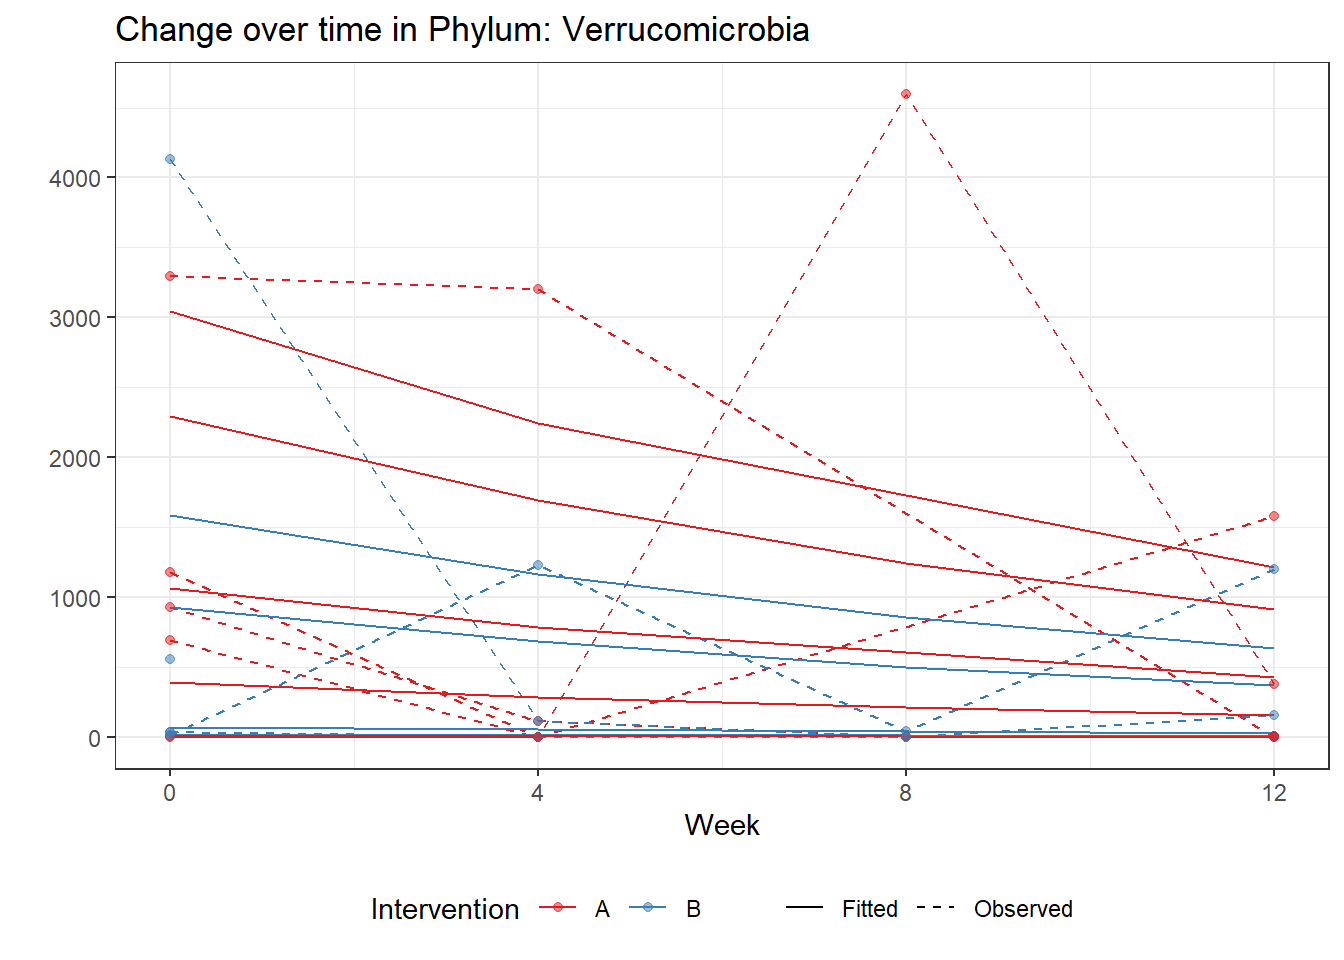 Change over time in Phylum: Verrucomicrobia
4000
3000
2000
1000
0
0 4 8 12
Week
Intervention A B Fitted Observed